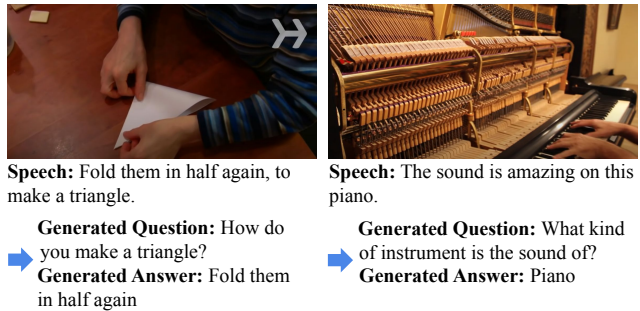 Speech: Fold them in half again, to
make a triangle.
Generated Question: How do
you make a triangle?
Generated Answer: Fold them
in half again
Speech: The sound is amazing on this
piano.
Generated Question: What kind
of instrument is the sound of?
Generated Answer: Piano